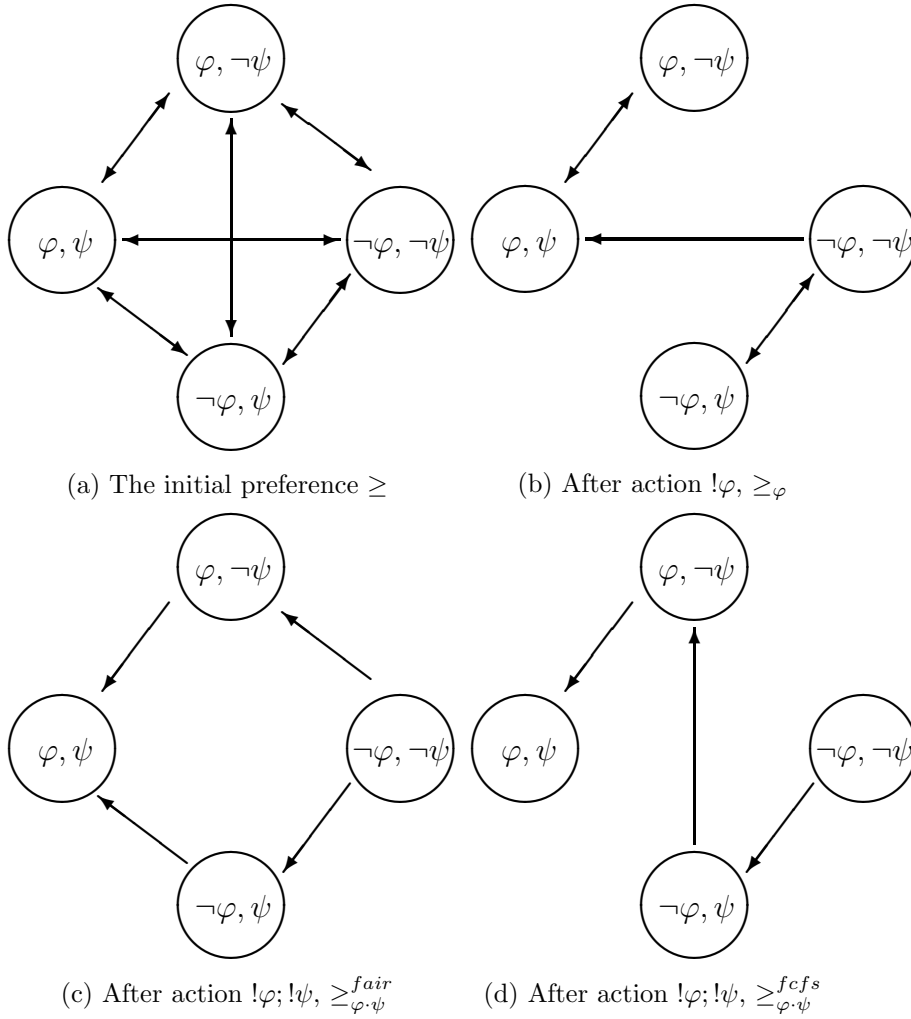 φ, ¬ψ
φ, ψ
¬φ, ¬ψ
¬φ, ψ
(a) The initial preference ≥
φ, ¬ψ
φ, ψ
¬φ, ¬ψ
¬φ, ψ
(b) After action !φ, ≥_φ
φ, ¬ψ
φ, ψ
¬φ, ¬ψ
¬φ, ψ
(c) After action !φ; !ψ, ≥^{fair}_{φ·ψ}
φ, ¬ψ
φ, ψ
¬φ, ¬ψ
¬φ, ψ
(d) After action !φ; !ψ, ≥^{fcfs}_{φ·ψ}